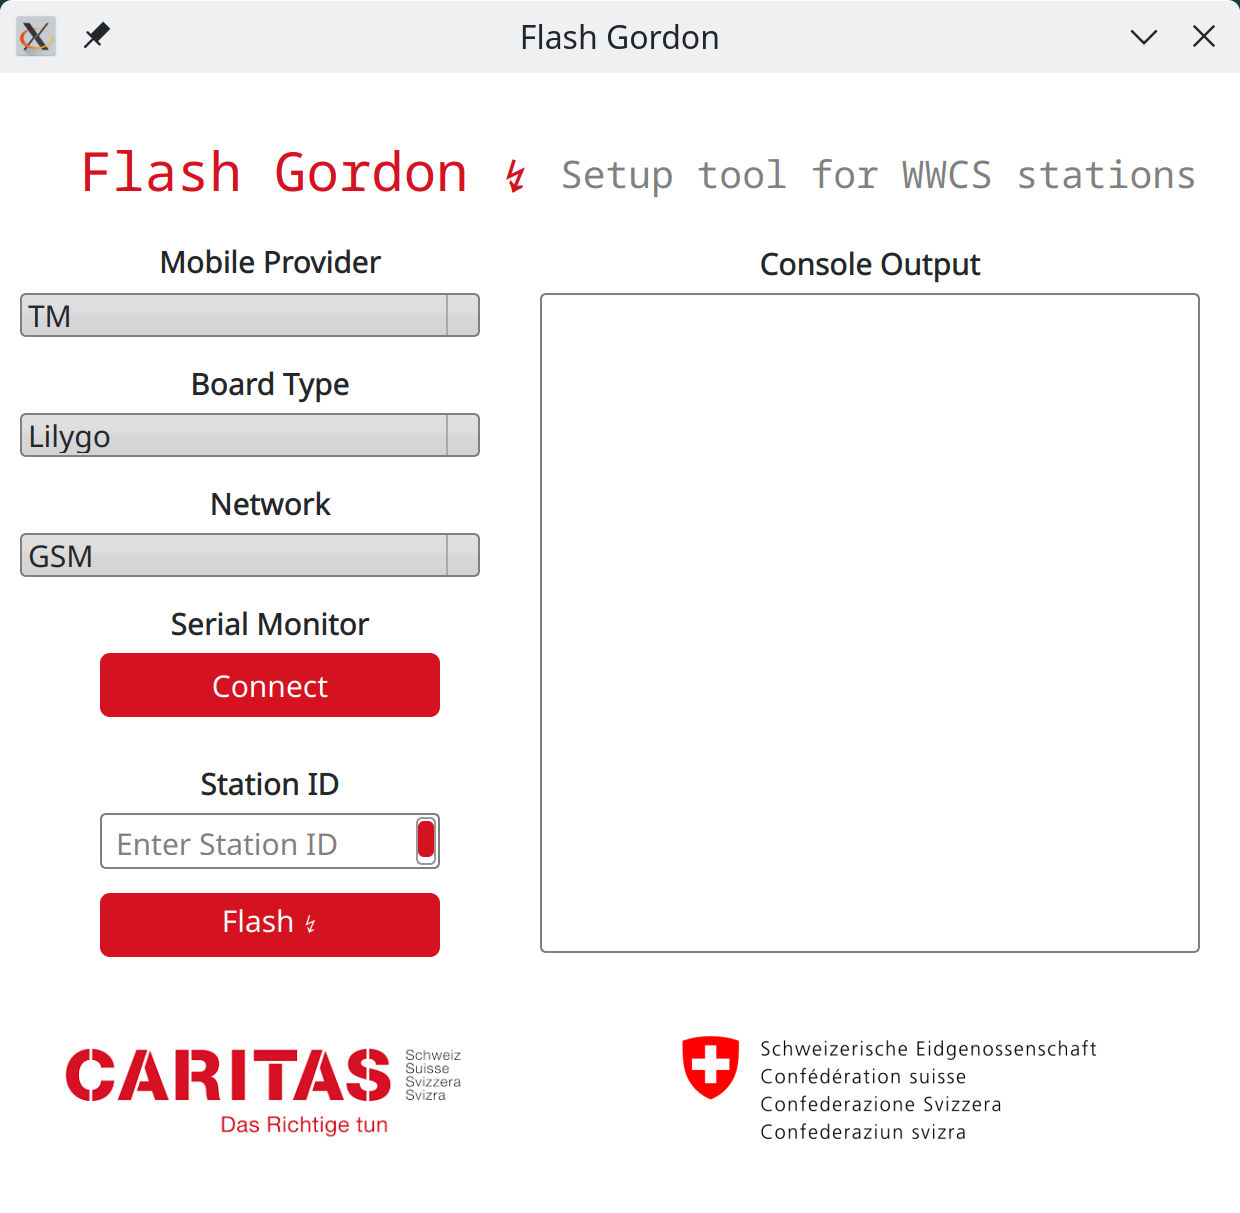 Flash Gordon
Flash Gordon ↯ Setup tool for WWCS stations
Mobile Provider
TM
Board Type
Lilygo
Network
GSM
Serial Monitor
Connect
Station ID
Enter Station ID
Flash ↯
Console Output
CARITAS
Schweiz
Suisse
Svizzera
Svizra
Das Richtige tun
Schweizerische Eidgenossenschaft
Confédération suisse
Confederazione Svizzera
Confederaziun svizra